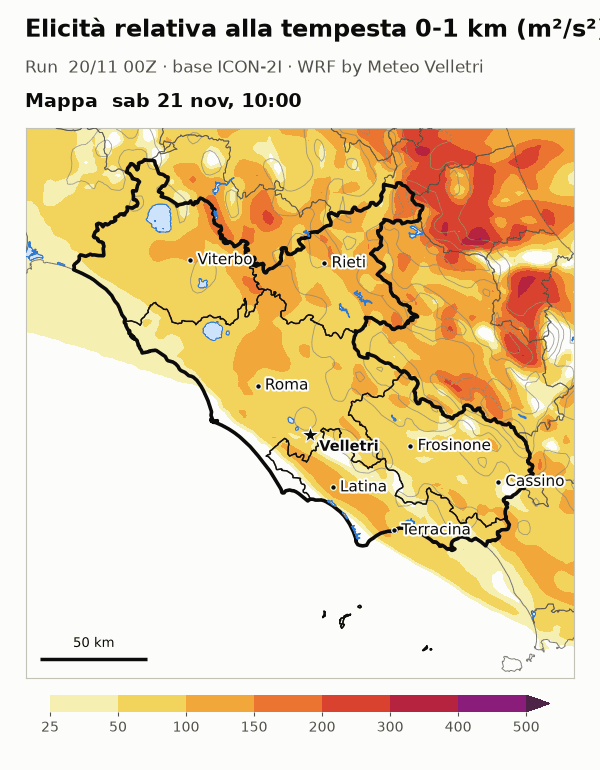 Elicità relativa alla tempesta 0-1 km (m²/s²)
Run 20/11 00Z · base ICON-2I · WRF by Meteo Velletri
Mappa sab 21 nov, 10:00
Viterbo
Rieti
Roma
Velletri
Frosinone
Latina
Cassino
Terracina
50 km
25 50 100 150 200 300 400 500